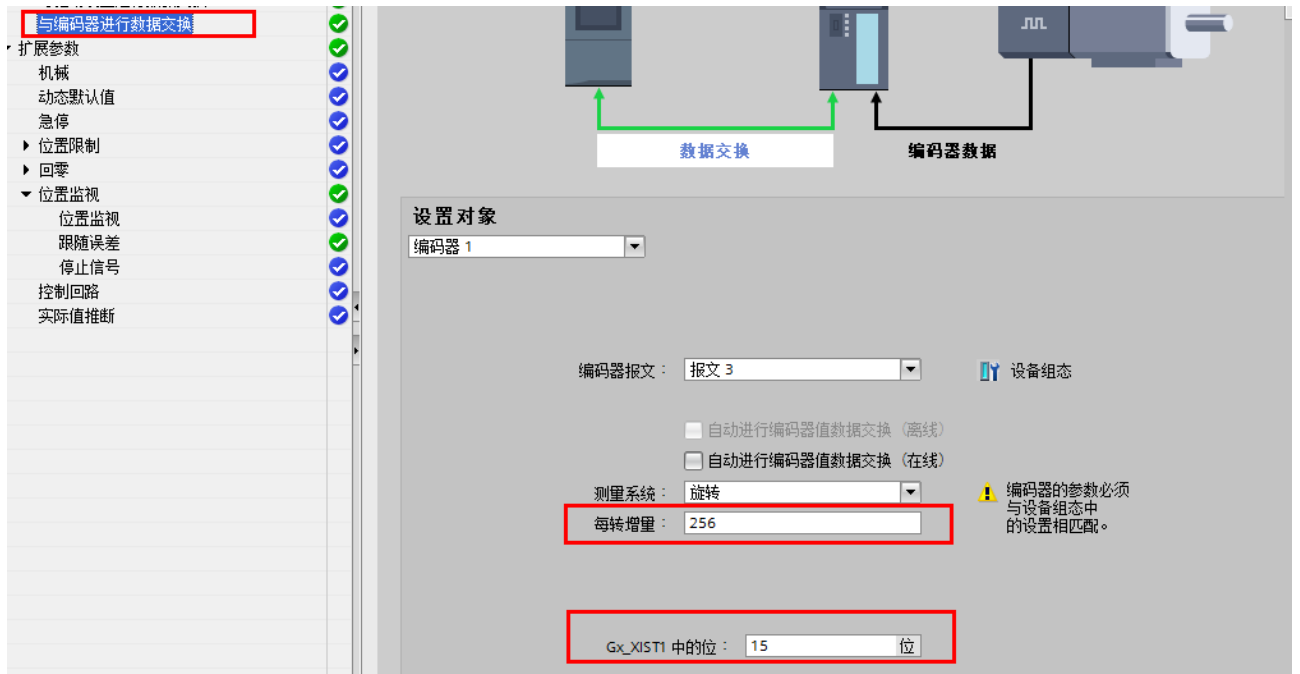 与编码器进行数据交换
扩展参数
机械
动态默认值
急停
位置限制
回零
位置监视
位置监视
跟随误差
停止信号
控制回路
实际值推断
数据交换
编码器数据
设置对象
编码器 1
编码器报文：
报文 3
设备组态
自动进行编码器值数据交换（离线）
自动进行编码器值数据交换（在线）
测量系统：
旋转
编码器的参数必须
与设备组态中
的设置相匹配。
每转增量：
256
Gx_XIST1 中的位：
15
位